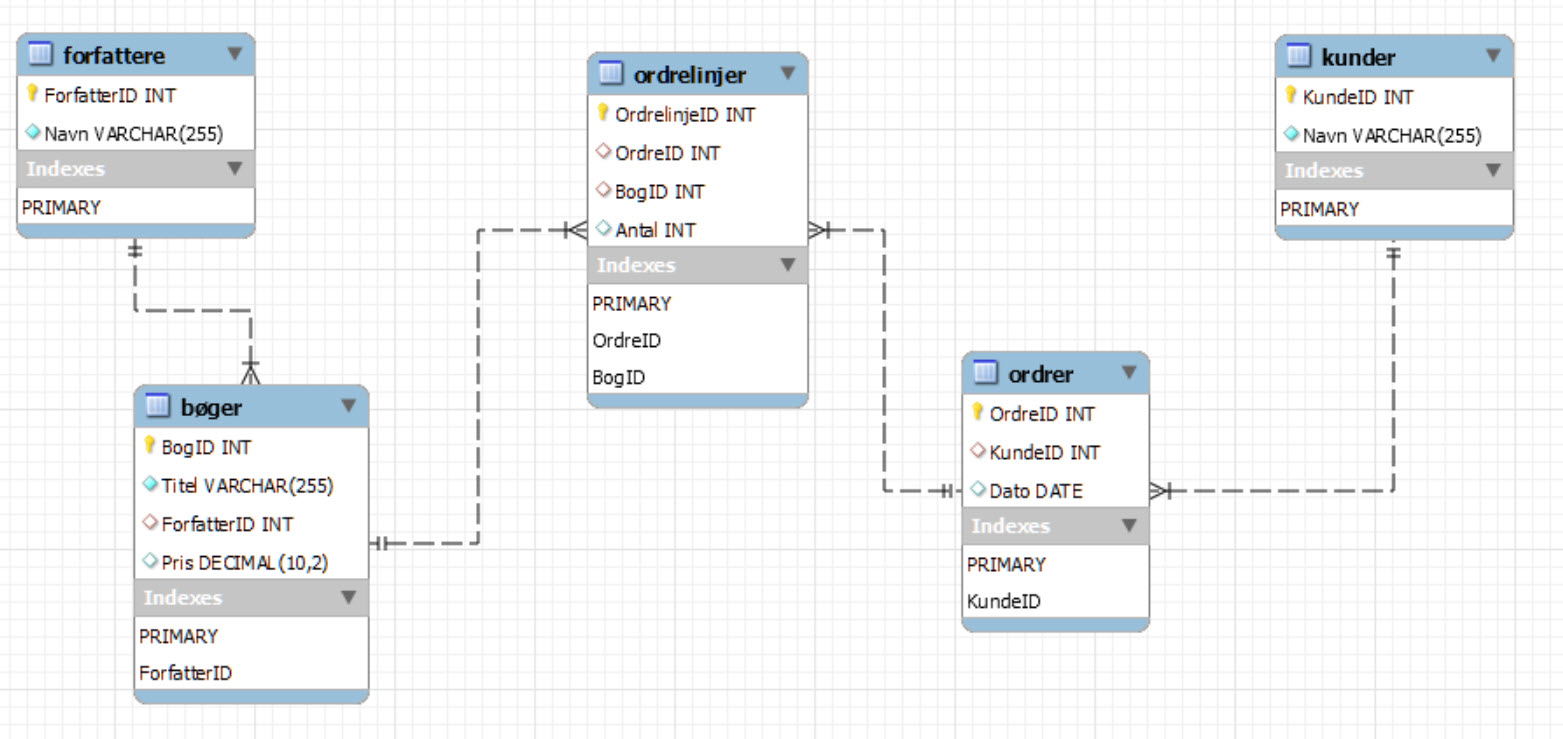 forfattere
ForfatterID INT
Navn VARCHAR(255)
Indexes
PRIMARY
bøger
BogID INT
Titel VARCHAR(255)
ForfatterID INT
Pris DECIMAL(10,2)
Indexes
PRIMARY
ForfatterID
ordrelinjer
OrdrelinjeID INT
OrdreID INT
BogID INT
Antal INT
Indexes
PRIMARY
OrdreID
BogID
ordrer
OrdreID INT
KundeID INT
Dato DATE
Indexes
PRIMARY
KundeID
kunder
KundeID INT
Navn VARCHAR(255)
Indexes
PRIMARY